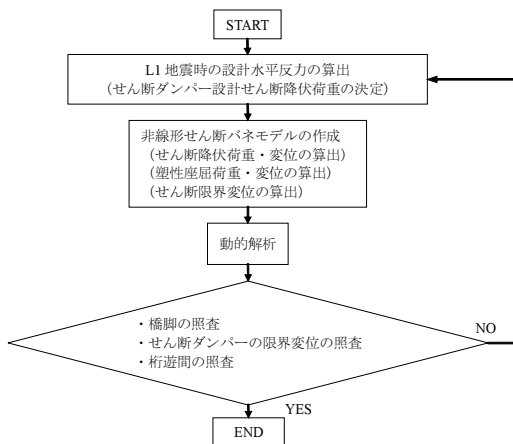 START
L1 地震時の設計水平反力の算出
(せん断ダンパー設計せん断降伏荷重の決定)
非線形せん断バネモデルの作成
(せん断降伏荷重・変位の算出)
(塑性座屈荷重・変位の算出)
(せん断限界変位の算出)
動的解析
・橋脚の照査
・せん断ダンパーの限界変位の照査
・桁遊間の照査
NO
YES
END